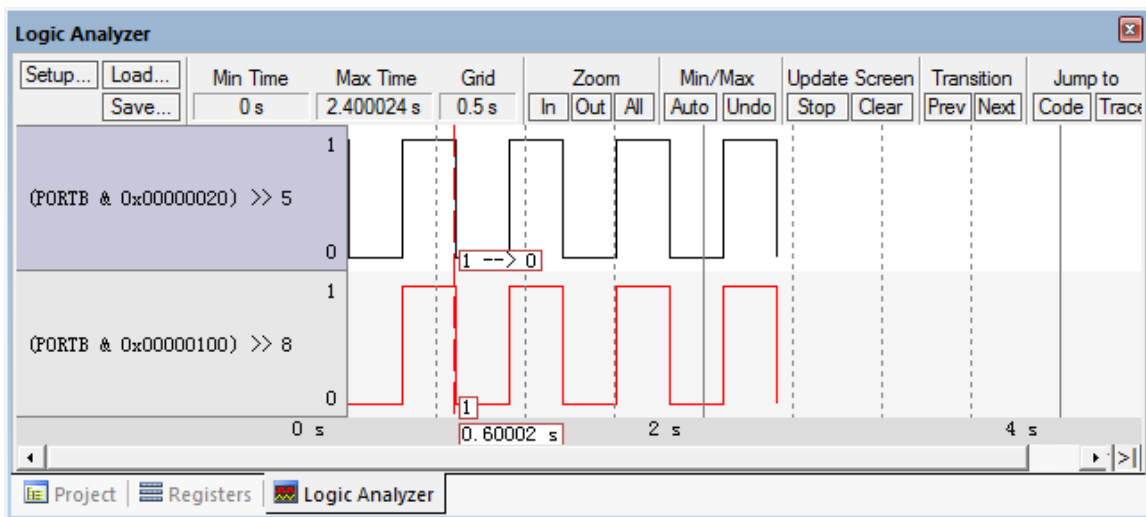 Logic Analyzer
Setup... Load... Min Time Max Time Grid Zoom Min/Max Update Screen Transition Jump to
Save... 0 s 2.400024 s 0.5 s In Out All Auto Undo Stop Clear Prev Next Code Trace
1
(PORTB & 0x00000020) >> 5
0
1 --> 0
1
(PORTB & 0x00000100) >> 8
0
1
0 s 0.60002 s 2 s 4 s
Project Registers Logic Analyzer